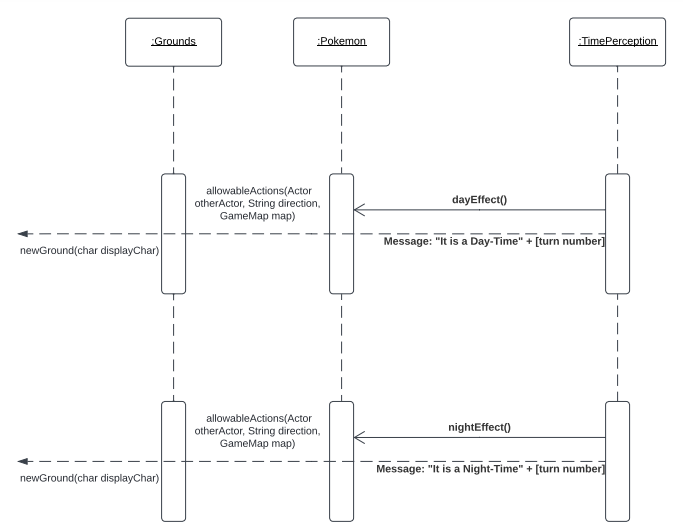 :Grounds
:Pokemon
:TimePerception
allowableActions(Actor
otherActor, String direction,
GameMap map)
dayEffect()
Message: "It is a Day-Time" + [turn number]
newGround(char displayChar)
allowableActions(Actor
otherActor, String direction,
GameMap map)
nightEffect()
Message: "It is a Night-Time" + [turn number]
newGround(char displayChar)